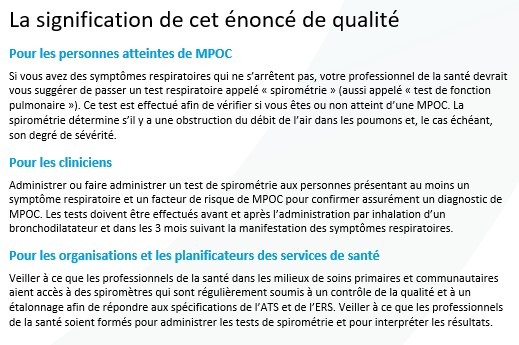 La signification de cet énoncé de qualité
Pour les personnes atteintes de MPOC
Si vous avez des symptômes respiratoires qui ne s’arrêtent pas, votre professionnel de la santé devrait
vous suggérer de passer un test respiratoire appelé « spirométrie » (aussi appelé « test de fonction
pulmonaire »). Ce test est effectué afin de vérifier si vous êtes ou non atteint d’une MPOC. La
spirométrie détermine s’il y a une obstruction du débit de l’air dans les poumons et, le cas échéant,
son degré de sévérité.
Pour les cliniciens
Administrer ou faire administrer un test de spirométrie aux personnes présentant au moins un
symptôme respiratoire et un facteur de risque de MPOC pour confirmer assurément un diagnostic de
MPOC. Les tests doivent être effectués avant et après l’administration par inhalation d’un
bronchodilatateur et dans les 3 mois suivant la manifestation des symptômes respiratoires.
Pour les organisations et les planificateurs des services de santé
Veiller à ce que les professionnels de la santé dans les milieux de soins primaires et communautaires
aient accès à des spiromètres qui sont régulièrement soumis à un contrôle de la qualité et à un
étalonnage afin de répondre aux spécifications de l’ATS et de l’ERS. Veiller à ce que les professionnels
de la santé soient formés pour administrer les tests de spirométrie et pour interpréter les résultats.